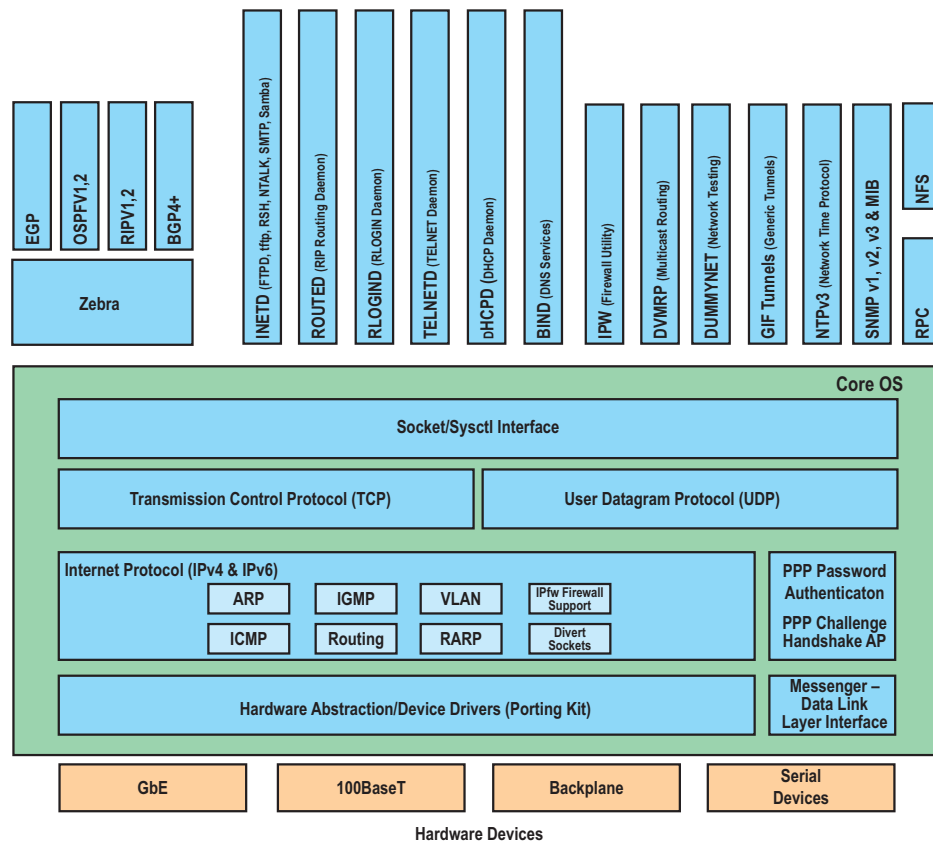 EGP
OSPFV1,2
RIPV1,2
BGP4+
Zebra
INETD (FTPD, tftp, RSH, NTALK, SMTP, Samba)
ROUTED (RIP Routing Daemon)
RLOGIND (RLOGIN Daemon)
TELNETD (TELNET Daemon)
DHCPD (DHCP Daemon)
BIND (DNS Services)
IPW (Firewall Utility)
DVMRP (Multicast Routing)
DUMMYNET (Network Testing)
GIF Tunnels (Generic Tunnels)
NTPv3 (Network Time Protocol)
SNMP v1, v2, v3 & MIB
NFS
RPC
Core OS
Socket/Sysctl Interface
Transmission Control Protocol (TCP)
User Datagram Protocol (UDP)
Internet Protocol (IPv4 & IPv6)
ARP
IGMP
VLAN
IPfw Firewall
Support
ICMP
Routing
RARP
Divert
Sockets
PPP Password
Authenticaton
PPP Challenge
Handshake AP
Hardware Abstraction/Device Drivers (Porting Kit)
Messenger –
Data Link
Layer Interface
GbE
100BaseT
Backplane
Serial
Devices
Hardware Devices